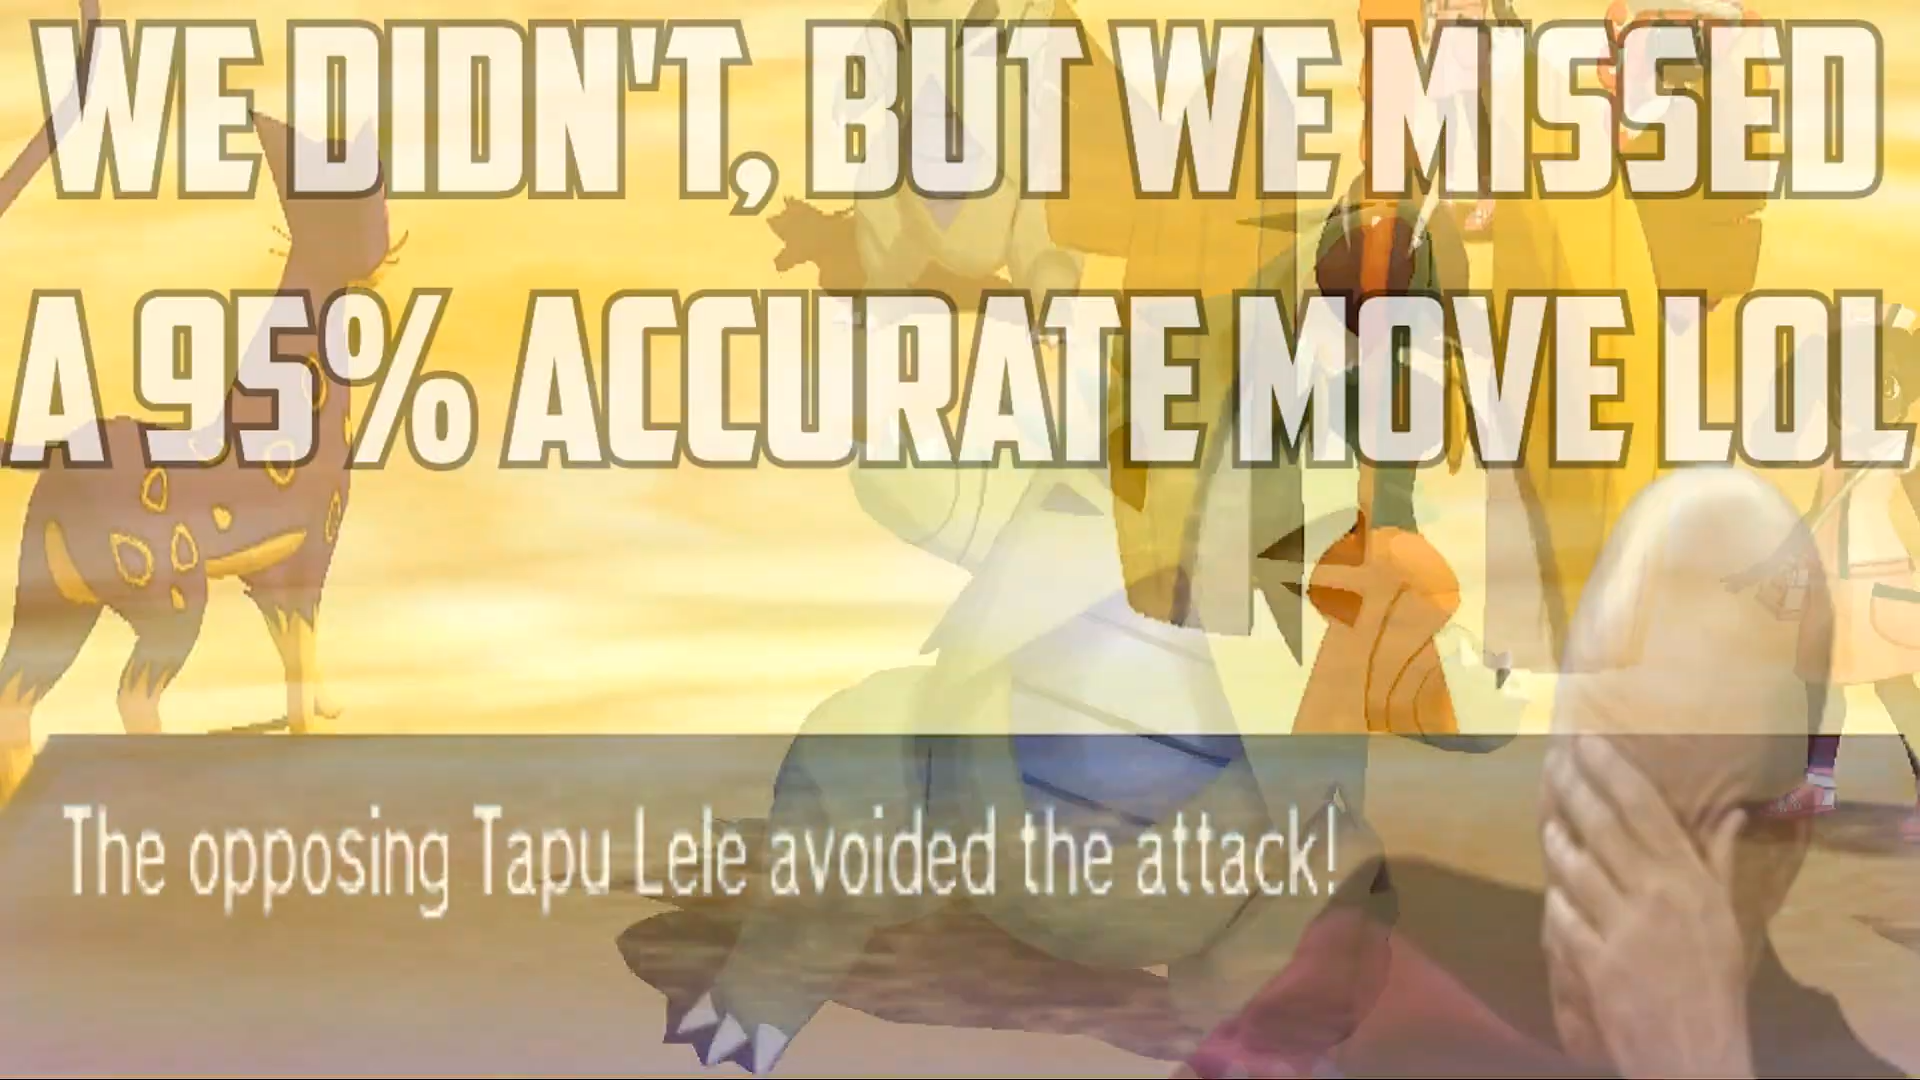 WE DIDN'T, BUT WE MISSED
A 95% ACCURATE MOVE LOL
The opposing Tapu Lele avoided the attack!